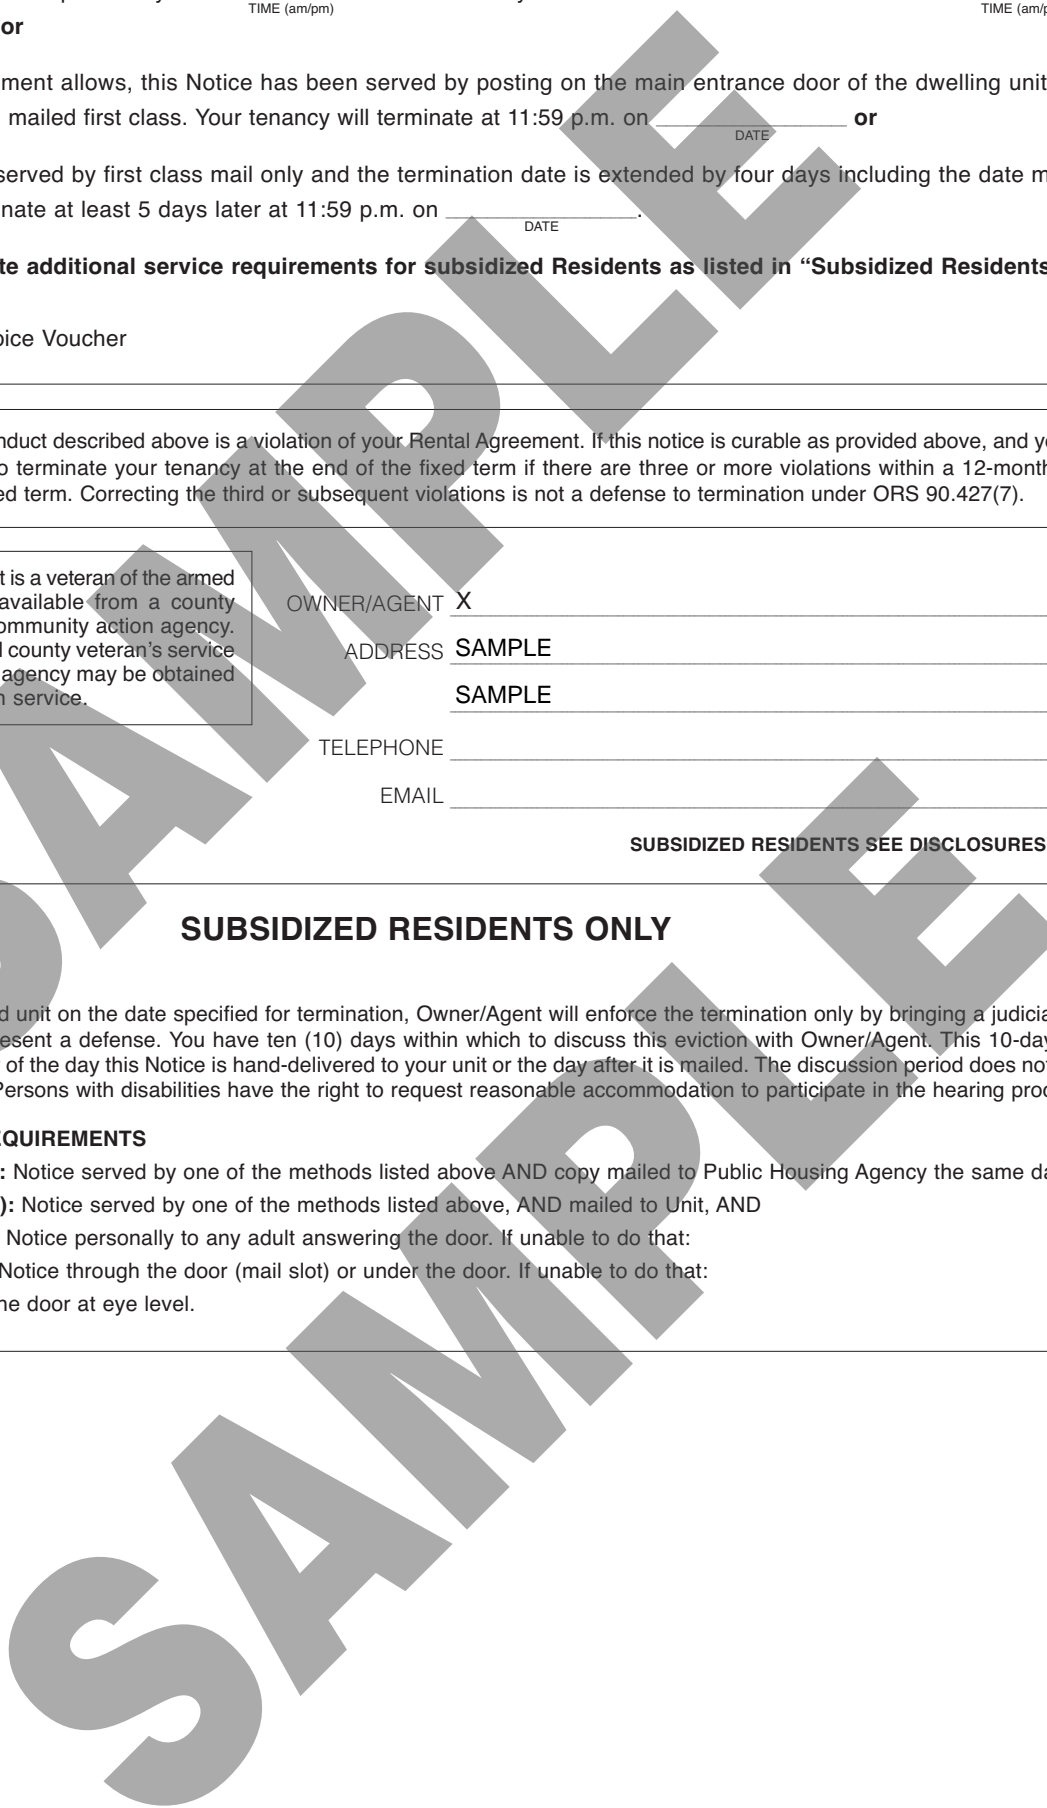 TIME (am/pm)
or
ment allows, this Notice has been served by posting on the main entrance door of the dwelling unit
mailed first class. Your tenancy will terminate at 11:59 p.m. on _______________ or
DATE
served by first class mail only and the termination date is extended by four days including the date
nate at least 5 days later at 11:59 p.m. on _______________.
DATE
te additional service requirements for subsidized Residents as listed in “Subsidized Residents
oice Voucher
nduct described above is a violation of your Rental Agreement. If this notice is curable as provided above, and
o terminate your tenancy at the end of the fixed term if there are three or more violations within a 12-month
ed term. Correcting the third or subsequent violations is not a defense to termination under ORS 90.427(7).
t is a veteran of the armed
available from a county
ommunity action agency.
l county veteran’s service
agency may be obtained
n service.
OWNER/AGENT X
ADDRESS SAMPLE
SAMPLE
TELEPHONE
EMAIL
SUBSIDIZED RESIDENTS SEE DISCLOSURES
SUBSIDIZED RESIDENTS ONLY
d unit on the date specified for termination, Owner/Agent will enforce the termination only by bringing a judicia
esent a defense. You have ten (10) days within which to discuss this eviction with Owner/Agent. This 10-day
of the day this Notice is hand-delivered to your unit or the day after it is mailed. The discussion period does no
Persons with disabilities have the right to request reasonable accommodation to participate in the hearing pro
EQUIREMENTS
: Notice served by one of the methods listed above AND copy mailed to Public Housing Agency the same da
): Notice served by one of the methods listed above, AND mailed to Unit, AND
Notice personally to any adult answering the door. If unable to do that:
Notice through the door (mail slot) or under the door. If unable to do that:
he door at eye level.
SAMPLE
SAMPLE